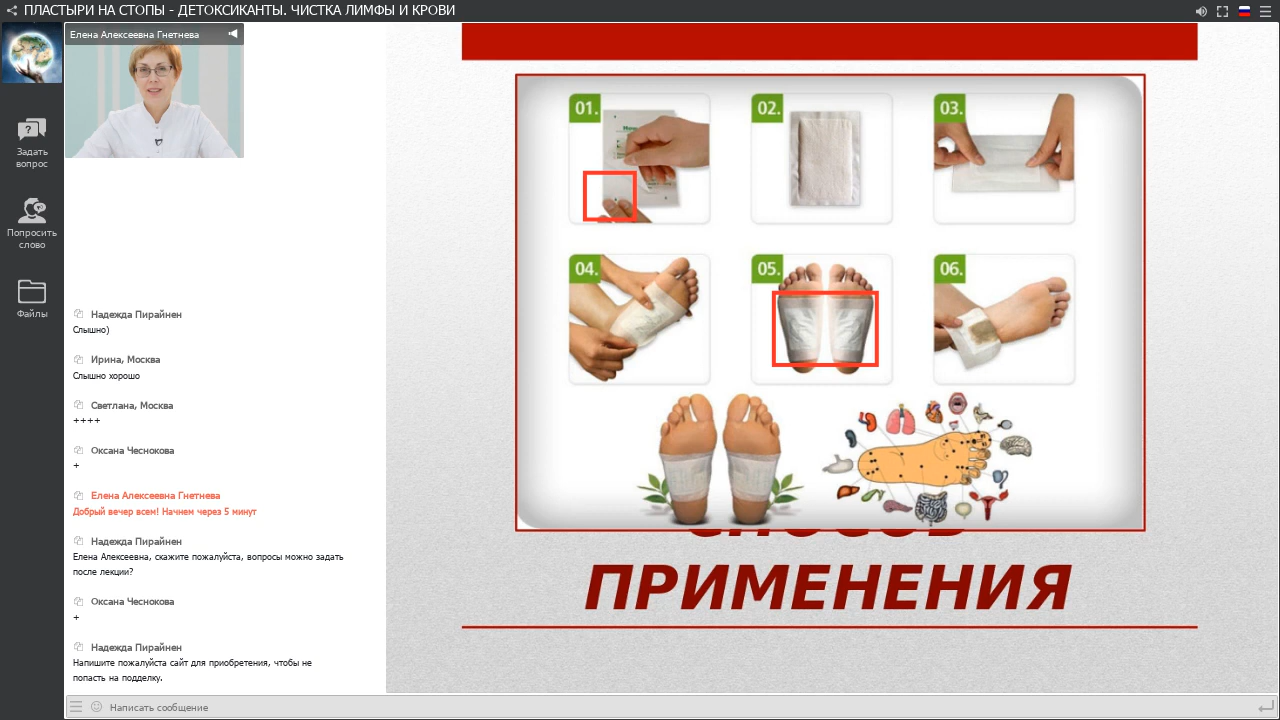 ПЛАСТЫРИ НА СТОПЫ - ДЕТОКСИКАНТЫ. ЧИСТКА ЛИМФЫ И КРОВИ
Елена Алексеевна Гнетнева
Задать
вопрос
Попросить
слово
Файлы
Надежда Пирайнен
Слышно)
Ирина, Москва
Слышно хорошо
Светлана, Москва
++++
Оксана Чеснокова
+
Елена Алексеевна Гнетнева
Добрый вечер всем! Начнем через 5 минут
Надежда Пирайнен
Елена Алексеевна, скажите пожалуйста, вопросы можно задать
после лекции?
Оксана Чеснокова
+
Надежда Пирайнен
Напишите пожалуйста сайт для приобретения, чтобы не
попасть на подделку.
Написать сообщение
01.
02.
03.
04.
05.
06.
СПОСОБ
ПРИМЕНЕНИЯ